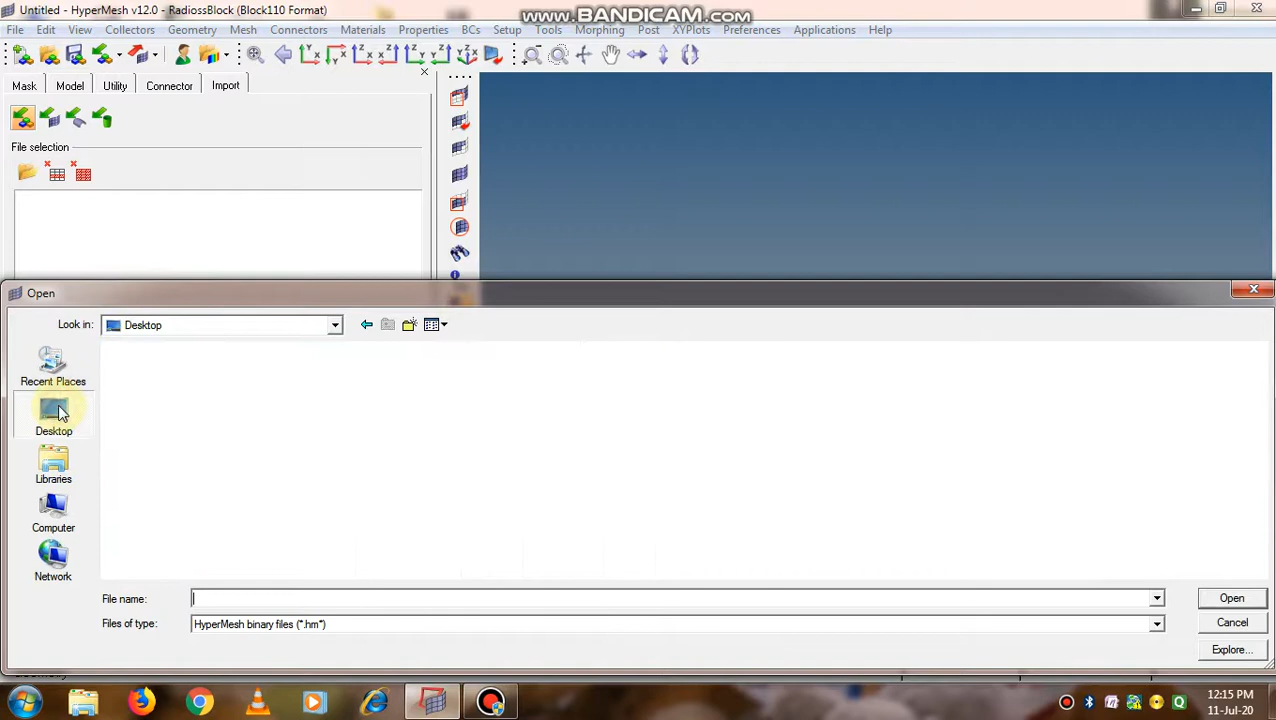 Untitled - HyperMesh v12.0 - RadiossBlock (Block110 Format)
www.BANDICAM.com
File Edit View Collectors Geometry Mesh Connectors Materials Properties BCs Setup Tools Morphing Post XYPlots Preferences Applications Help
Mask Model Utility Connector Import
File selection
Open
Look in: Desktop
Recent Places
Desktop
Libraries
Computer
Network
File name:
Open
Files of type: HyperMesh binary files (*.hm*)
Cancel
Explore...
12:15 PM
11-Jul-20